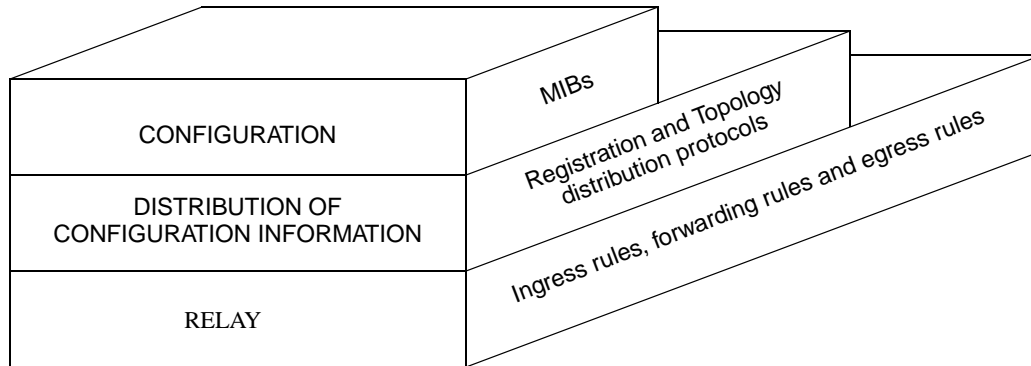 MIBs
CONFIGURATION
Registration and Topology
distribution protocols
DISTRIBUTION OF
CONFIGURATION INFORMATION
Ingress rules, forwarding rules and egress rules
RELAY